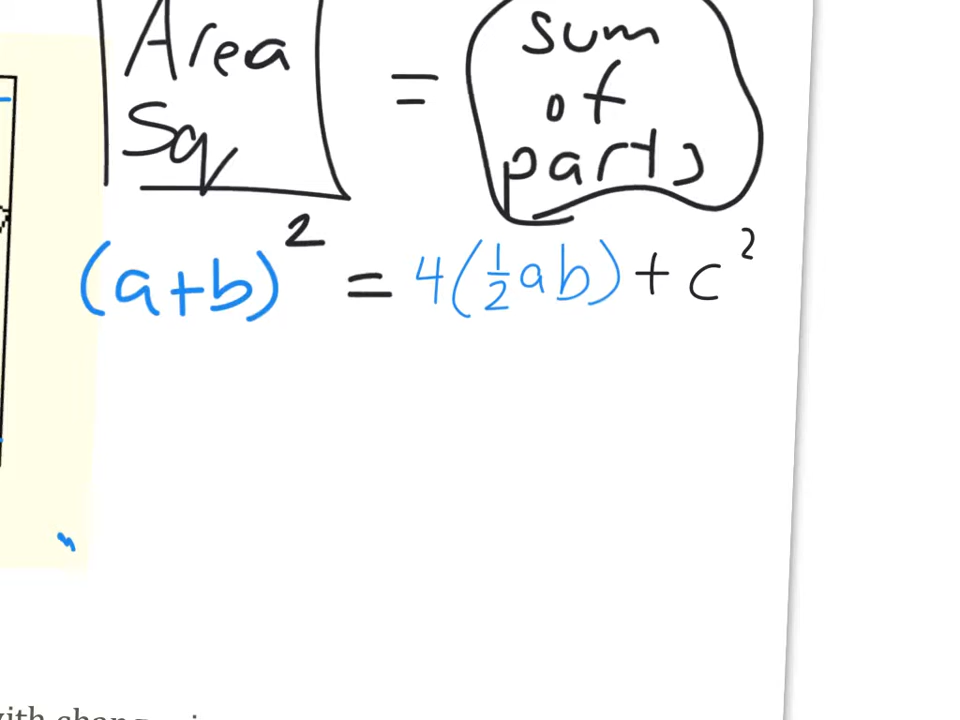 Area
Sq
=
sum
of
parts
(a+b)² = 4(½ab) + c²